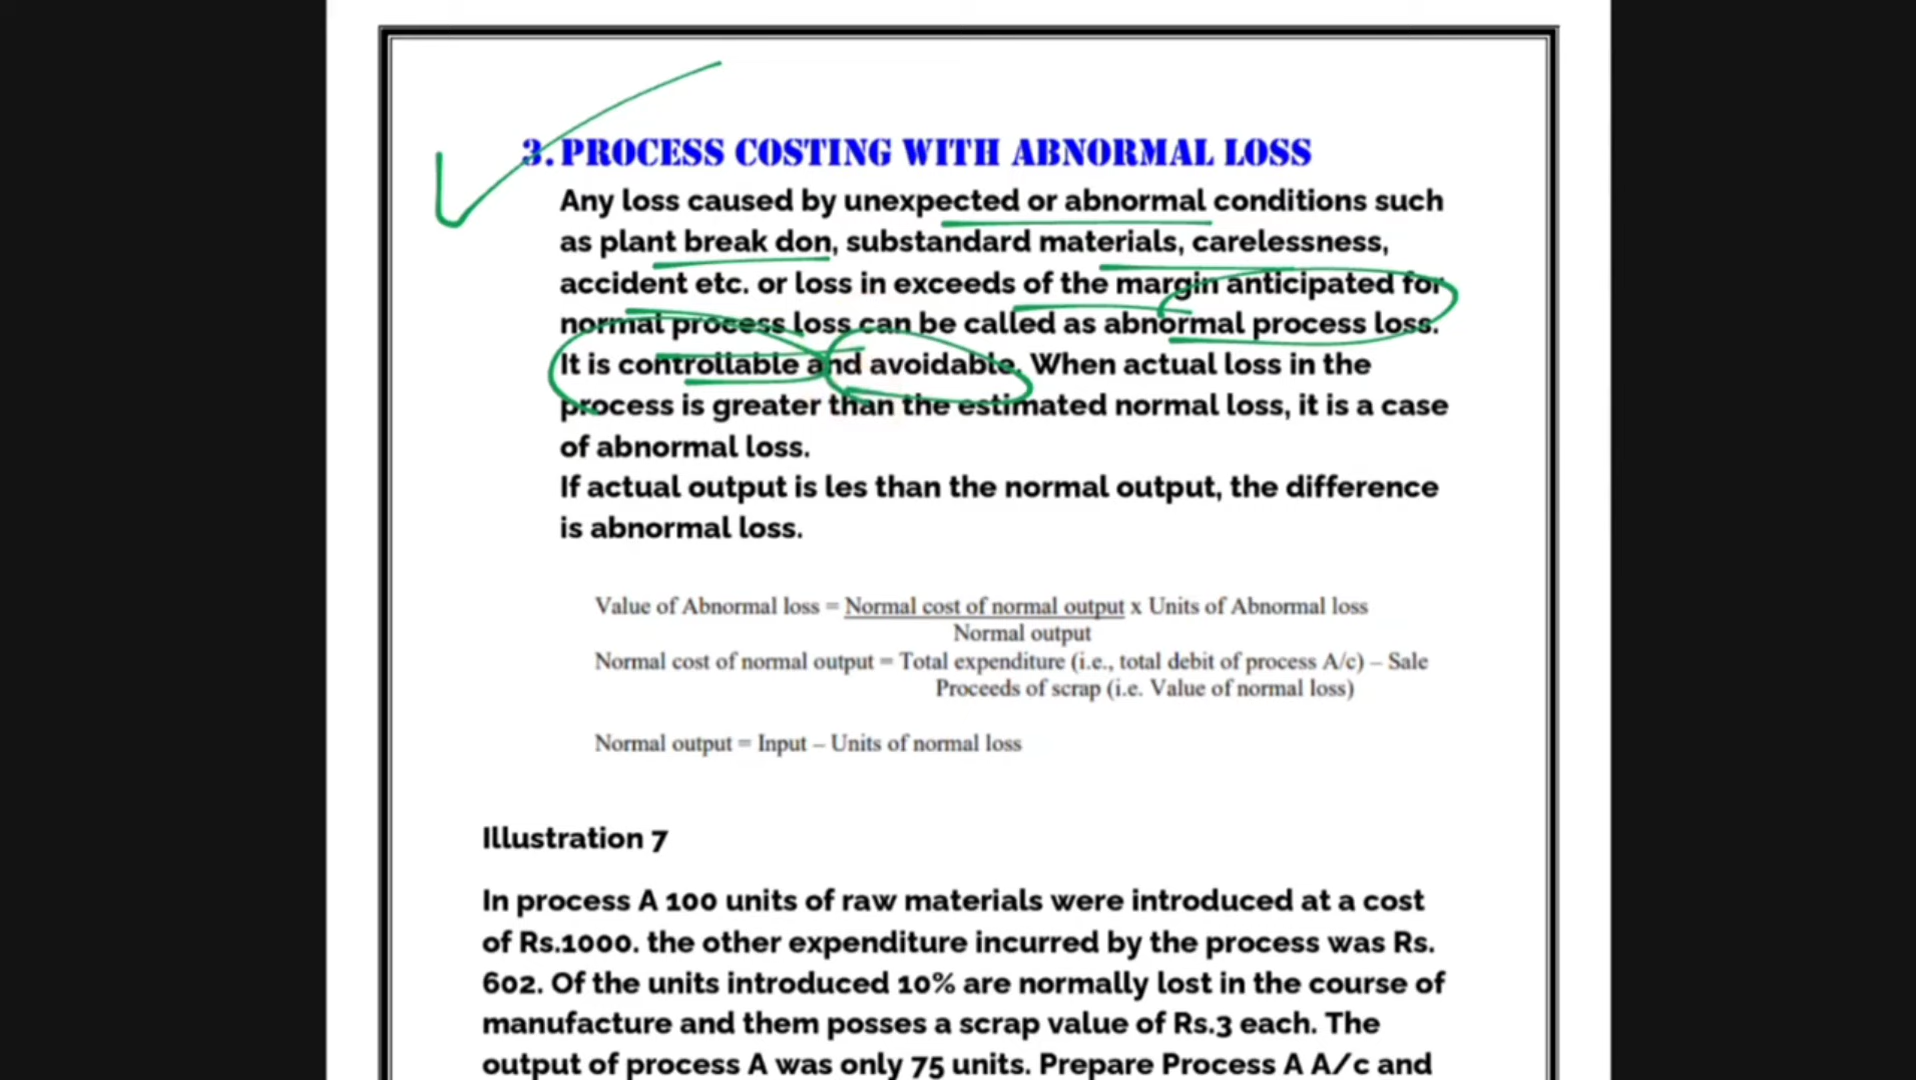 3. PROCESS COSTING WITH ABNORMAL LOSS
Any loss caused by unexpected or abnormal conditions such
as plant break don, substandard materials, carelessness,
accident etc. or loss in exceeds of the margin anticipated for
normal process loss can be called as abnormal process loss.
It is controllable and avoidable. When actual loss in the
process is greater than the estimated normal loss, it is a case
of abnormal loss.
If actual output is les than the normal output, the difference
is abnormal loss.
Value of Abnormal loss = Normal cost of normal output x Units of Abnormal loss
Normal output
Normal cost of normal output = Total expenditure (i.e., total debit of process A/c) – Sale
Proceeds of scrap (i.e. Value of normal loss)
Normal output = Input – Units of normal loss
Illustration 7
In process A 100 units of raw materials were introduced at a cost
of Rs.1000. the other expenditure incurred by the process was Rs.
602. Of the units introduced 10% are normally lost in the course of
manufacture and them posses a scrap value of Rs.3 each. The
output of process A was only 75 units. Prepare Process A A/c and